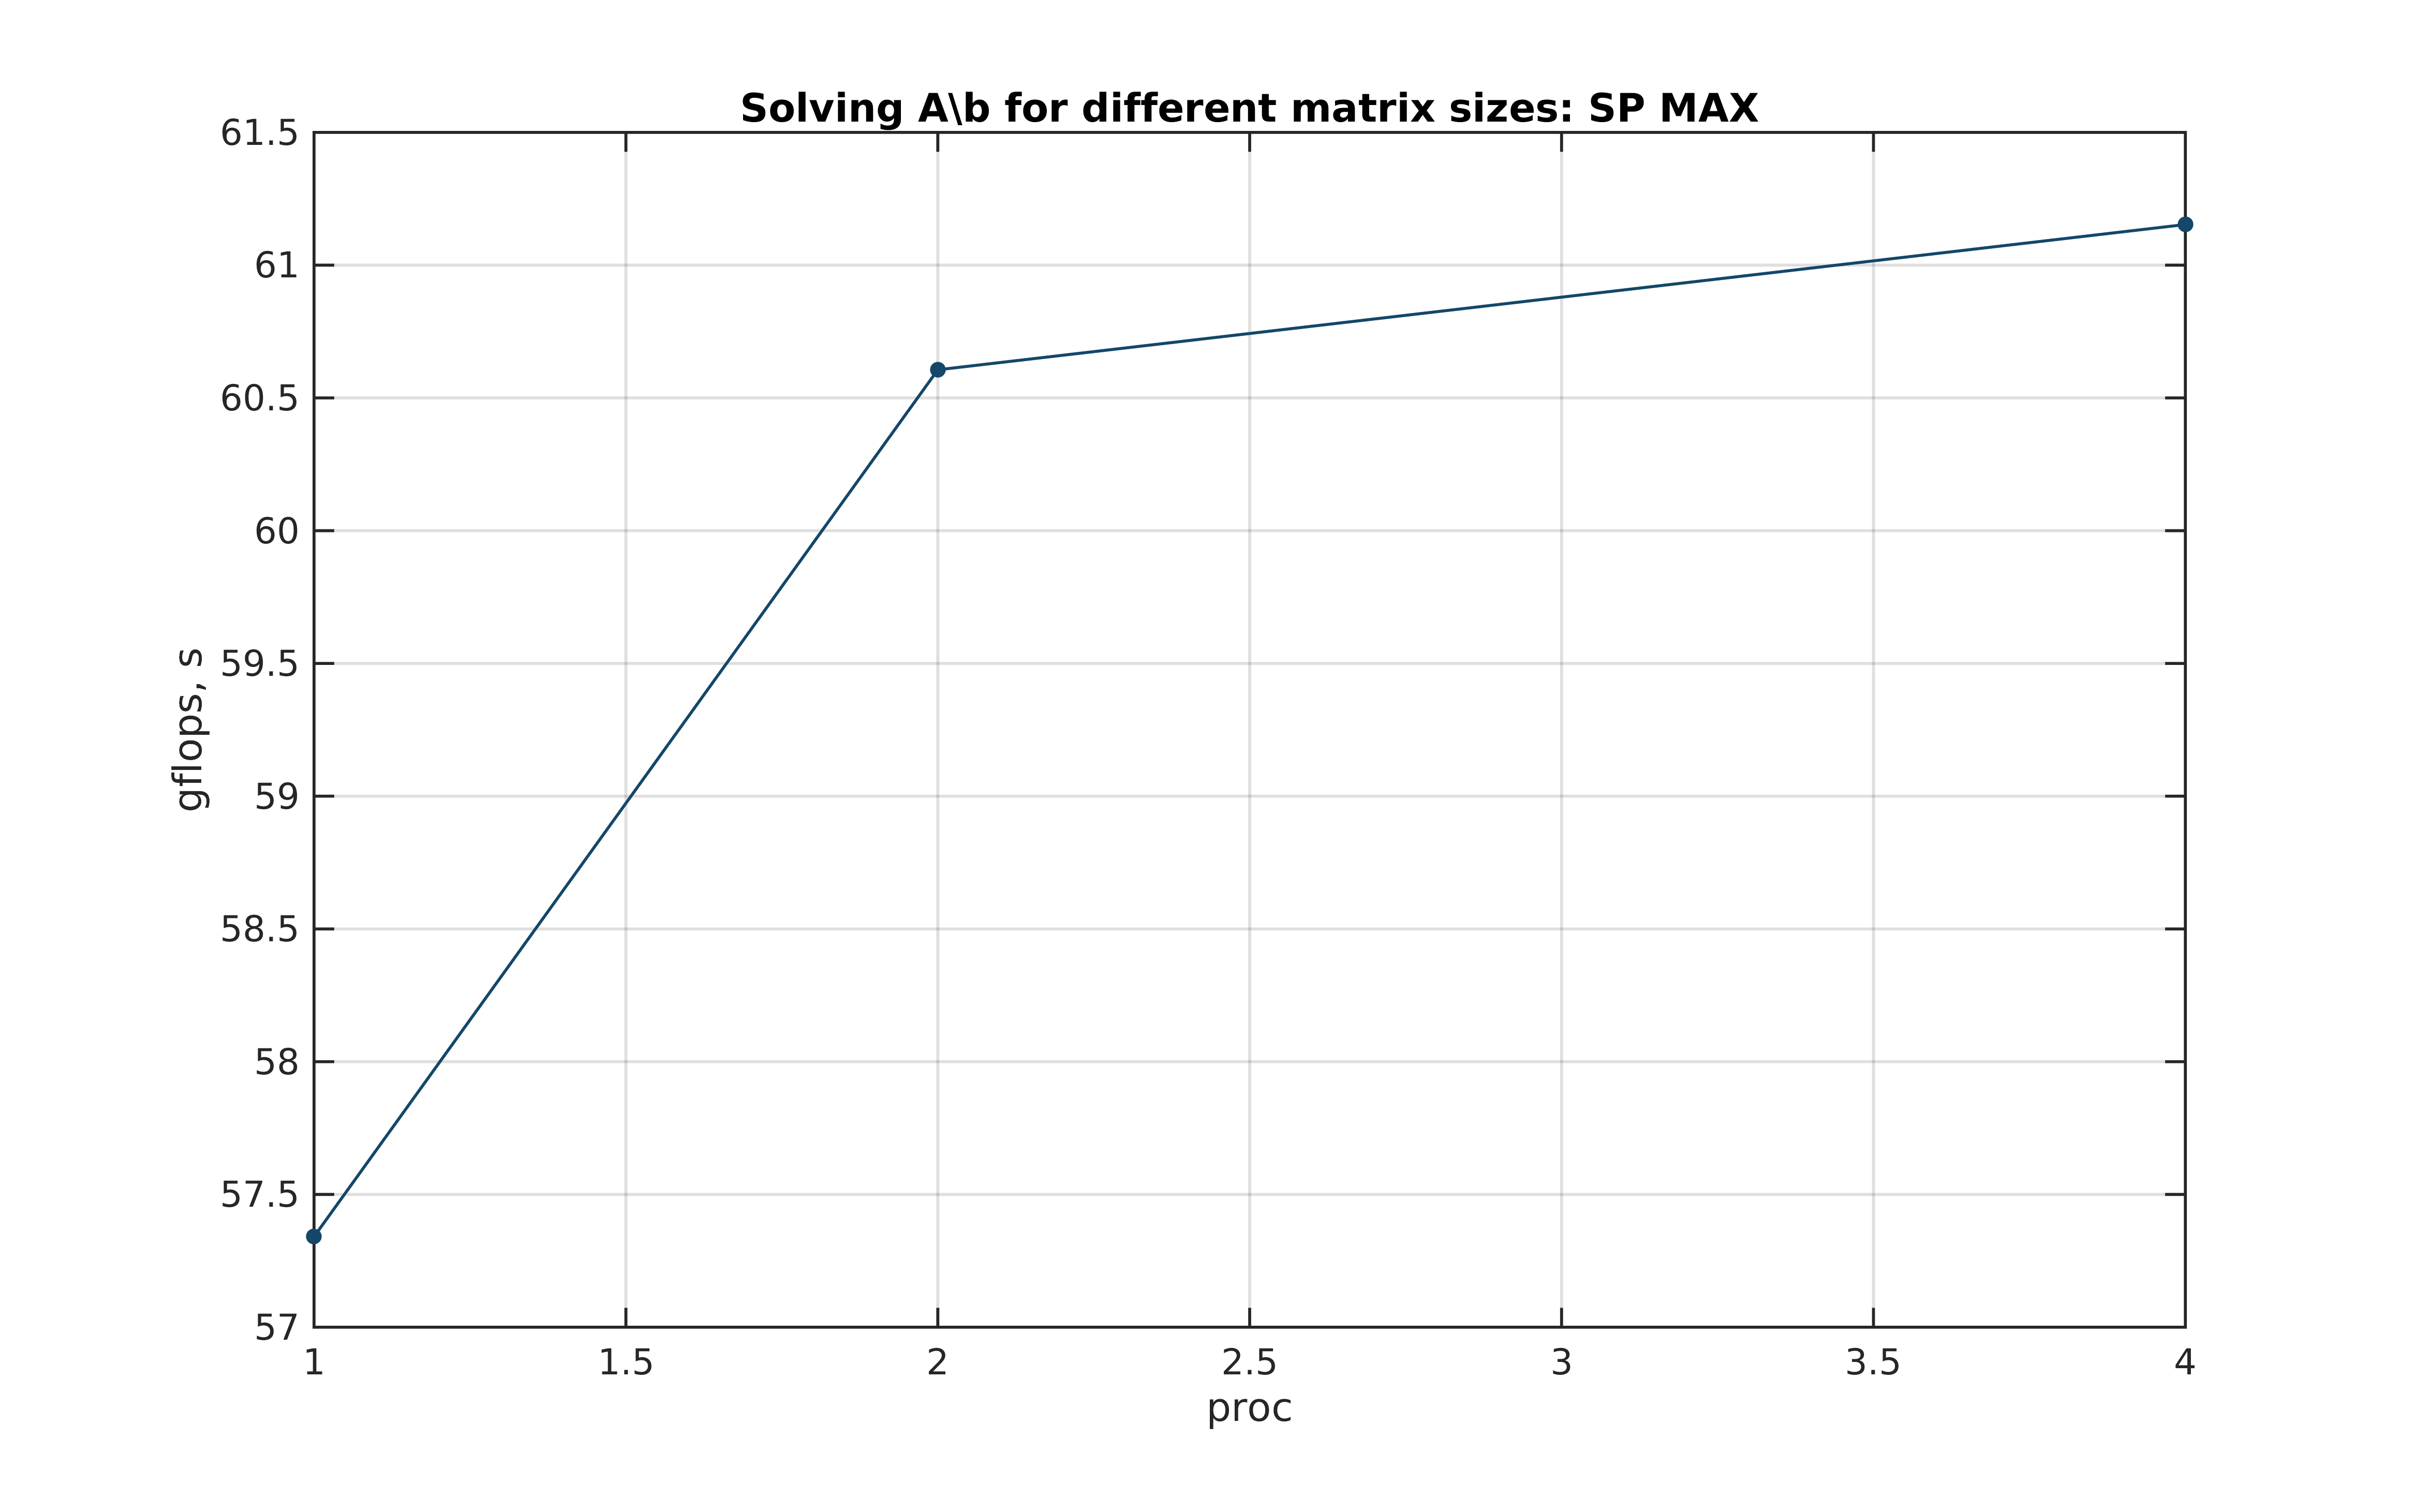 Solving A\b for different matrix sizes: SP MAX
61.5
61
60.5
60
59.5
59
58.5
58
57.5
57
gflops, s
1 1.5 2 2.5 3 3.5 4
proc